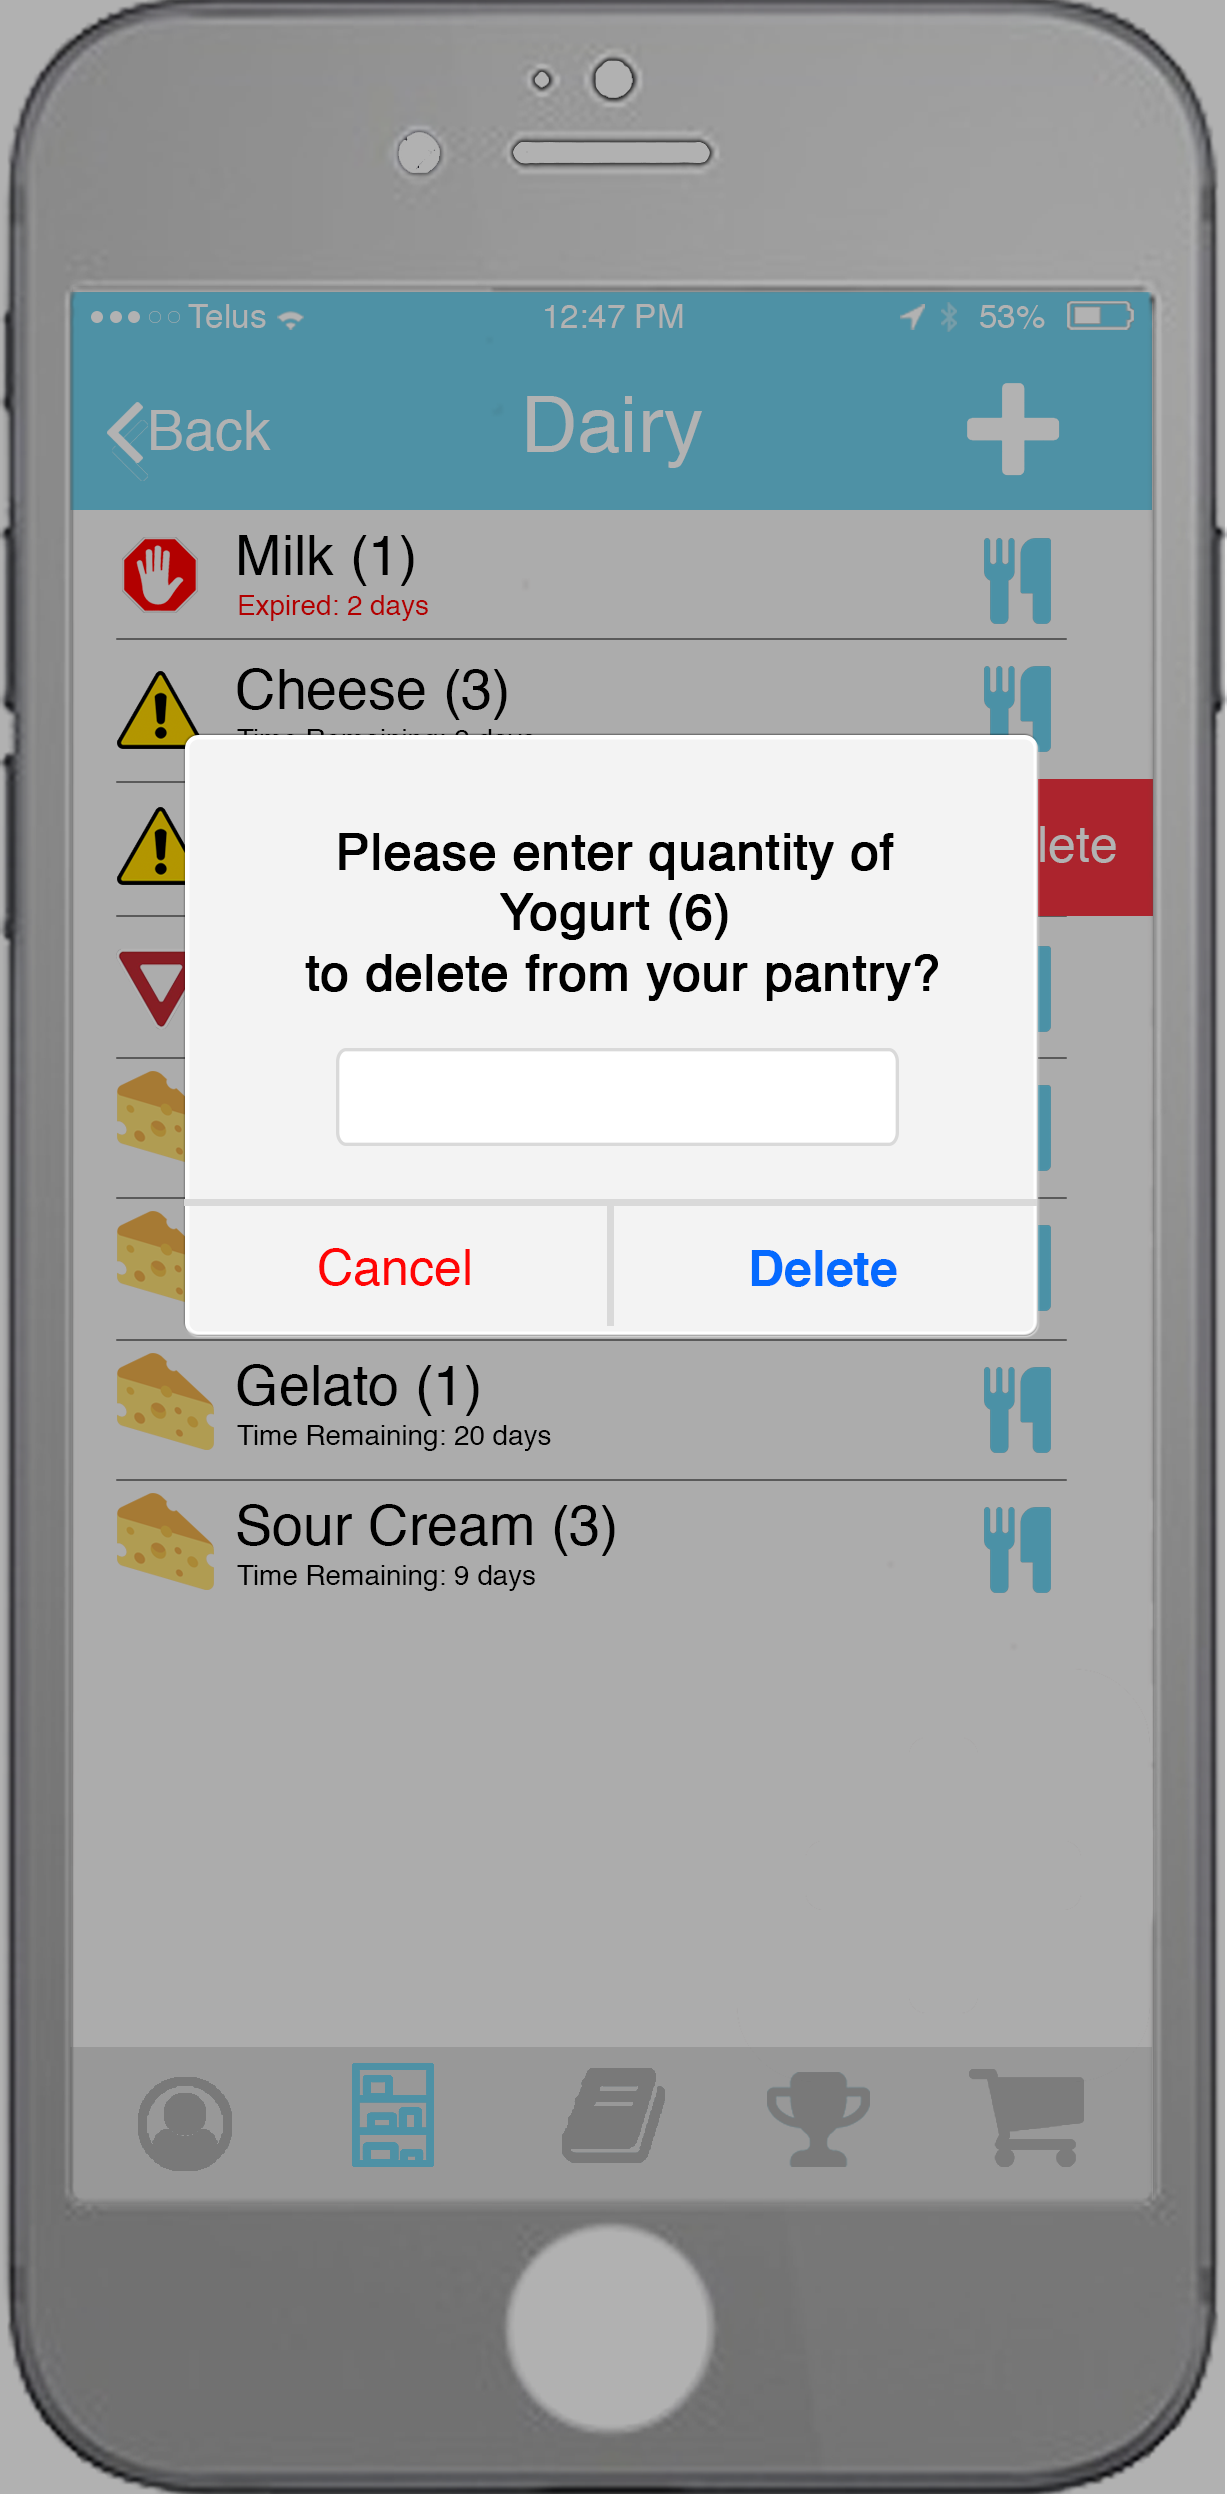 Telus 12:47 PM 53%
Back Dairy
Milk (1)
Expired: 2 days
Cheese (3)
Please enter quantity of
Yogurt (6)
to delete from your pantry?
lete
Cancel Delete
Gelato (1)
Time Remaining: 20 days
Sour Cream (3)
Time Remaining: 9 days